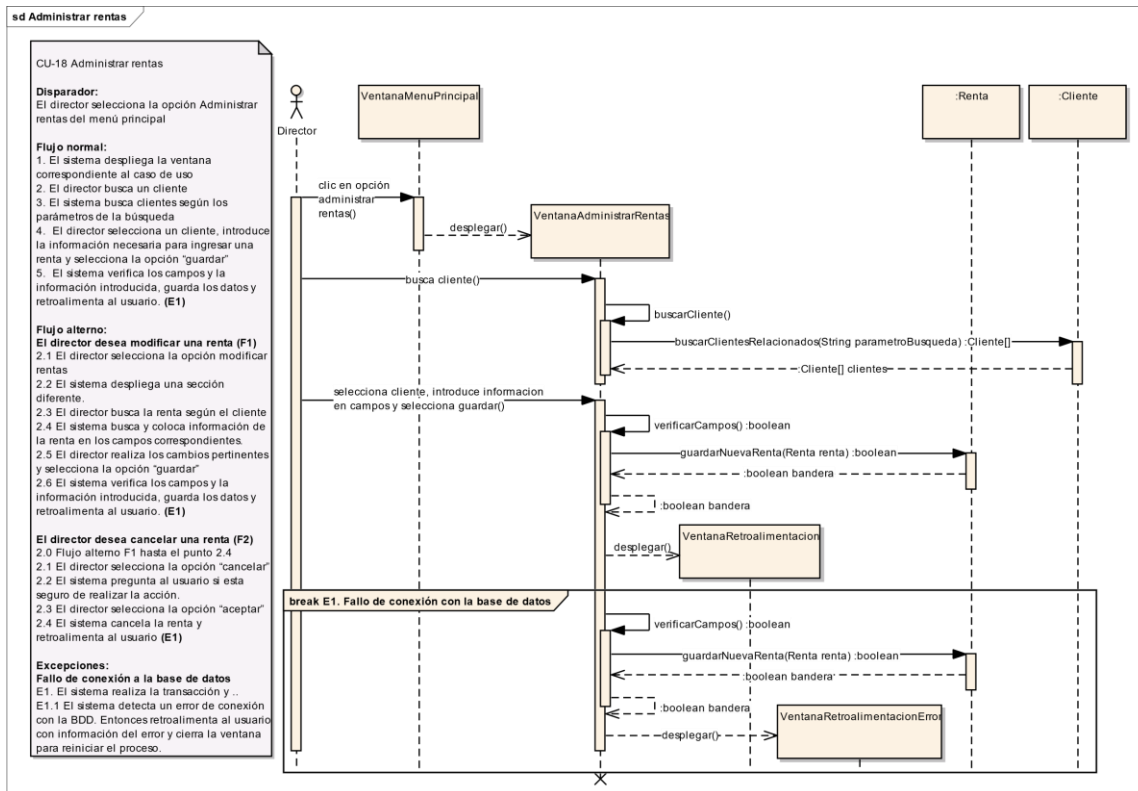 sd Administrar rentas
CU-18 Administrar rentas
Disparador:
El director selecciona la opción Administrar
rentas del menú principal
Flujo normal:
1. El sistema despliega la ventana
correspondiente al caso de uso
2. El director busca un cliente
3. El sistema busca clientes según los
parámetros de la búsqueda
4. El director selecciona un cliente, introduce
la información necesaria para ingresar una
renta y selecciona la opción “guardar”
5. El sistema verifica los campos y la
información introducida, guarda los datos y
retroalimenta al usuario. (E1)
Flujo alterno:
El director desea modificar una renta (F1)
2.1 El director selecciona la opción modificar
rentas
2.2 El sistema despliega una sección
diferente.
2.3 El director busca la renta según el cliente
2.4 El sistema busca y coloca información de
la renta en los campos correspondientes.
2.5 El director realiza los cambios pertinentes
y selecciona la opción “guardar”
2.6 El sistema verifica los campos y la
información introducida, guarda los datos y
retroalimenta al usuario. (E1)
El director desea cancelar una renta (F2)
2.0 Flujo alterno F1 hasta el punto 2.4
2.1 El director selecciona la opción “cancelar”
2.2 El sistema pregunta al usuario si esta
seguro de realizar la acción.
2.3 El director selecciona la opción “aceptar”
2.4 El sistema cancela la renta y
retroalimenta al usuario (E1)
Excepciones:
Fallo de conexión a la base de datos
E1. El sistema realiza la transacción y ..
E1.1 El sistema detecta un error de conexión
con la BDD. Entonces retroalimenta al usuario
con información del error y cierra la ventana
para reiniciar el proceso.
Director
VentanaMenuPrincipal
:Renta
:Cliente
clic en opción
administrar
rentas()
desplegar()
VentanaAdministrarRentas
busca cliente()
buscarCliente()
buscarClientesRelacionados(String parametroBusqueda) :Cliente[]
:Cliente[] clientes
selecciona cliente, introduce informacion
en campos y selecciona guardar()
verificarCampos() :boolean
guardarNuevaRenta(Renta renta) :boolean
:boolean bandera
:boolean bandera
desplegar()
VentanaRetroalimentacion
break E1. Fallo de conexión con la base de datos
verificarCampos() :boolean
guardarNuevaRenta(Renta renta) :boolean
:boolean bandera
:boolean bandera
desplegar()
VentanaRetroalimentacionError